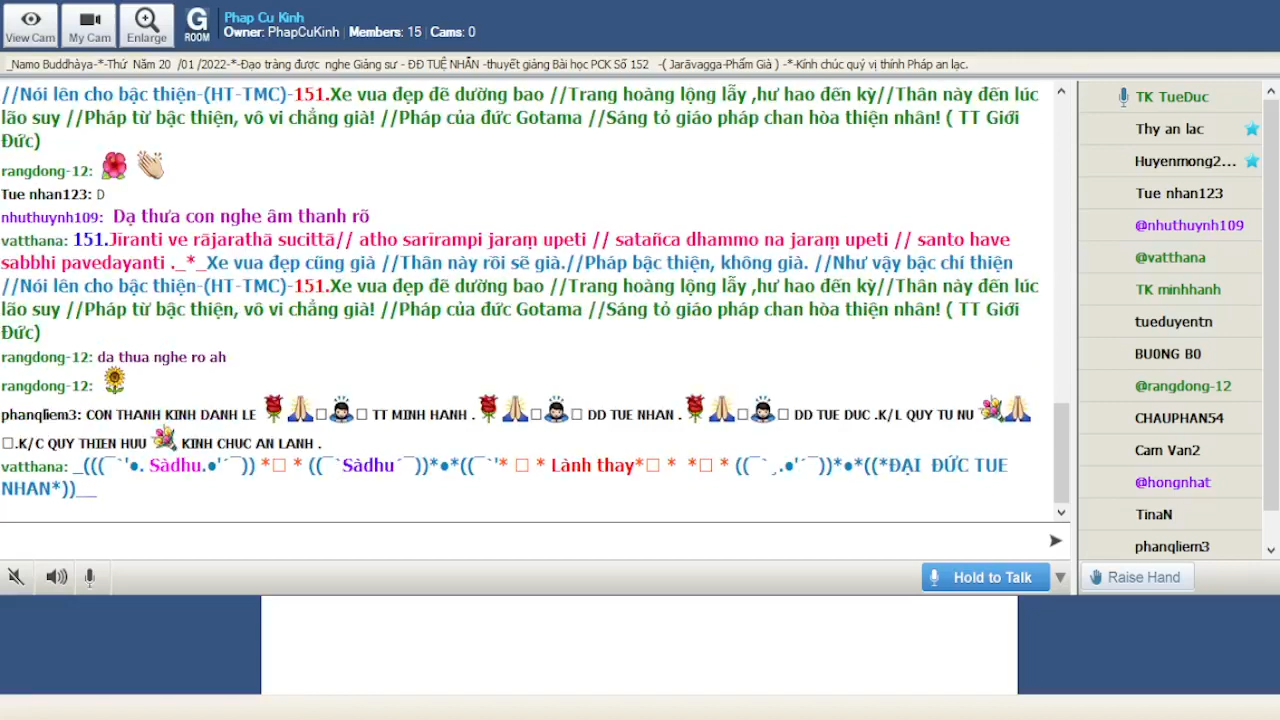 View Cam
My Cam
Enlarge
G
ROOM
Phap Cu Kinh
Owner: PhapCuKinh | Members: 15 | Cams: 0
_Namo Buddhàya-*-Thứ Năm 20 /01 /2022-*-Đạo tràng được nghe Giảng sư - ĐĐ TUỆ NHẪN -thuyết giảng Bài học PCK Số 152 -( Jarāvagga-Phẩm Già ) -*-Kính chúc quý vị thính Pháp an lạc.
//Nói lên cho bậc thiện-(HT-TMC)-151.Xe vua đẹp đẽ dường bao //Trang hoàng lộng lẫy ,hư hao đến kỳ//Thân này đến lúc
lão suy //Pháp từ bậc thiện, vô vi chẳng già! //Pháp của đức Gotama //Sáng tỏ giáo pháp chan hòa thiện nhân! ( TT Giới
Đức)
rangdong-12:
Tue nhan123: D
nhuthuynh109: Dạ thưa con nghe âm thanh rõ
vatthana: 151.Jīranti ve rājarathā sucittā// atho sarīrampi jaraṃ upeti // satañca dhammo na jaraṃ upeti // santo have
sabbhi pavedayanti ._*_Xe vua đẹp cũng già //Thân này rồi sẽ già.//Pháp bậc thiện, không già. //Như vậy bậc chí thiện
//Nói lên cho bậc thiện-(HT-TMC)-151.Xe vua đẹp đẽ dường bao //Trang hoàng lộng lẫy ,hư hao đến kỳ//Thân này đến lúc
lão suy //Pháp từ bậc thiện, vô vi chẳng già! //Pháp của đức Gotama //Sáng tỏ giáo pháp chan hòa thiện nhân! ( TT Giới
Đức)
rangdong-12: da thua nghe ro ah
rangdong-12:
phanqliem3: CON THANH KINH DANH LE TT MINH HANH . DD TUE NHAN . DD TUE DUC .K/L QUY TU NU
.K/C QUY THIEN HUU KINH CHUC AN LANH .
vatthana: _(((¯`'●. Sàdhu.●'´¯)) *□ * ((¯`Sàdhu´¯))*●*((¯`'* □ * Lành thay*□ * *□ * ((¯`¸.●'´¯))*●*((*ĐẠI ĐỨC TUE
NHAN*))__
Hold to Talk
TK TueDuc
Thy an lac
Huyenmong2...
Tue nhan123
@nhuthuynh109
@vatthana
TK minhhanh
tueduyentn
BU0NG B0
@rangdong-12
CHAUPHAN54
Cam Van2
@hongnhat
TinaN
phanqliem3
Raise Hand